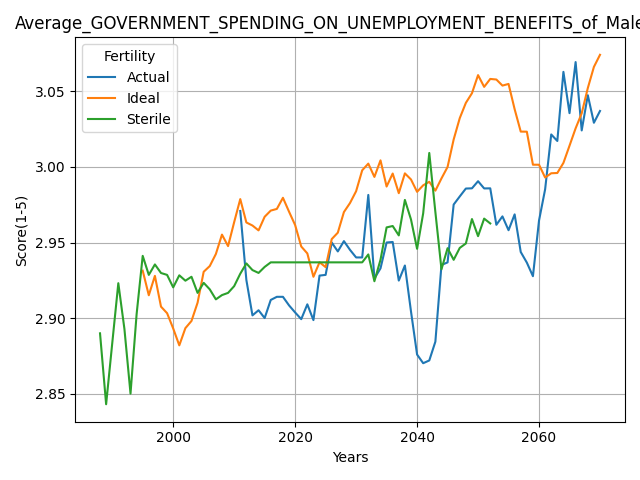 Average_GOVERNMENT_SPENDING_ON_UNEMPLOYMENT_BENEFITS_of_Male
Fertility
Actual
Ideal
Sterile
3.05
3.00
2.95
2.90
2.85
Score(1-5)
2000 2020 2040 2060
Years